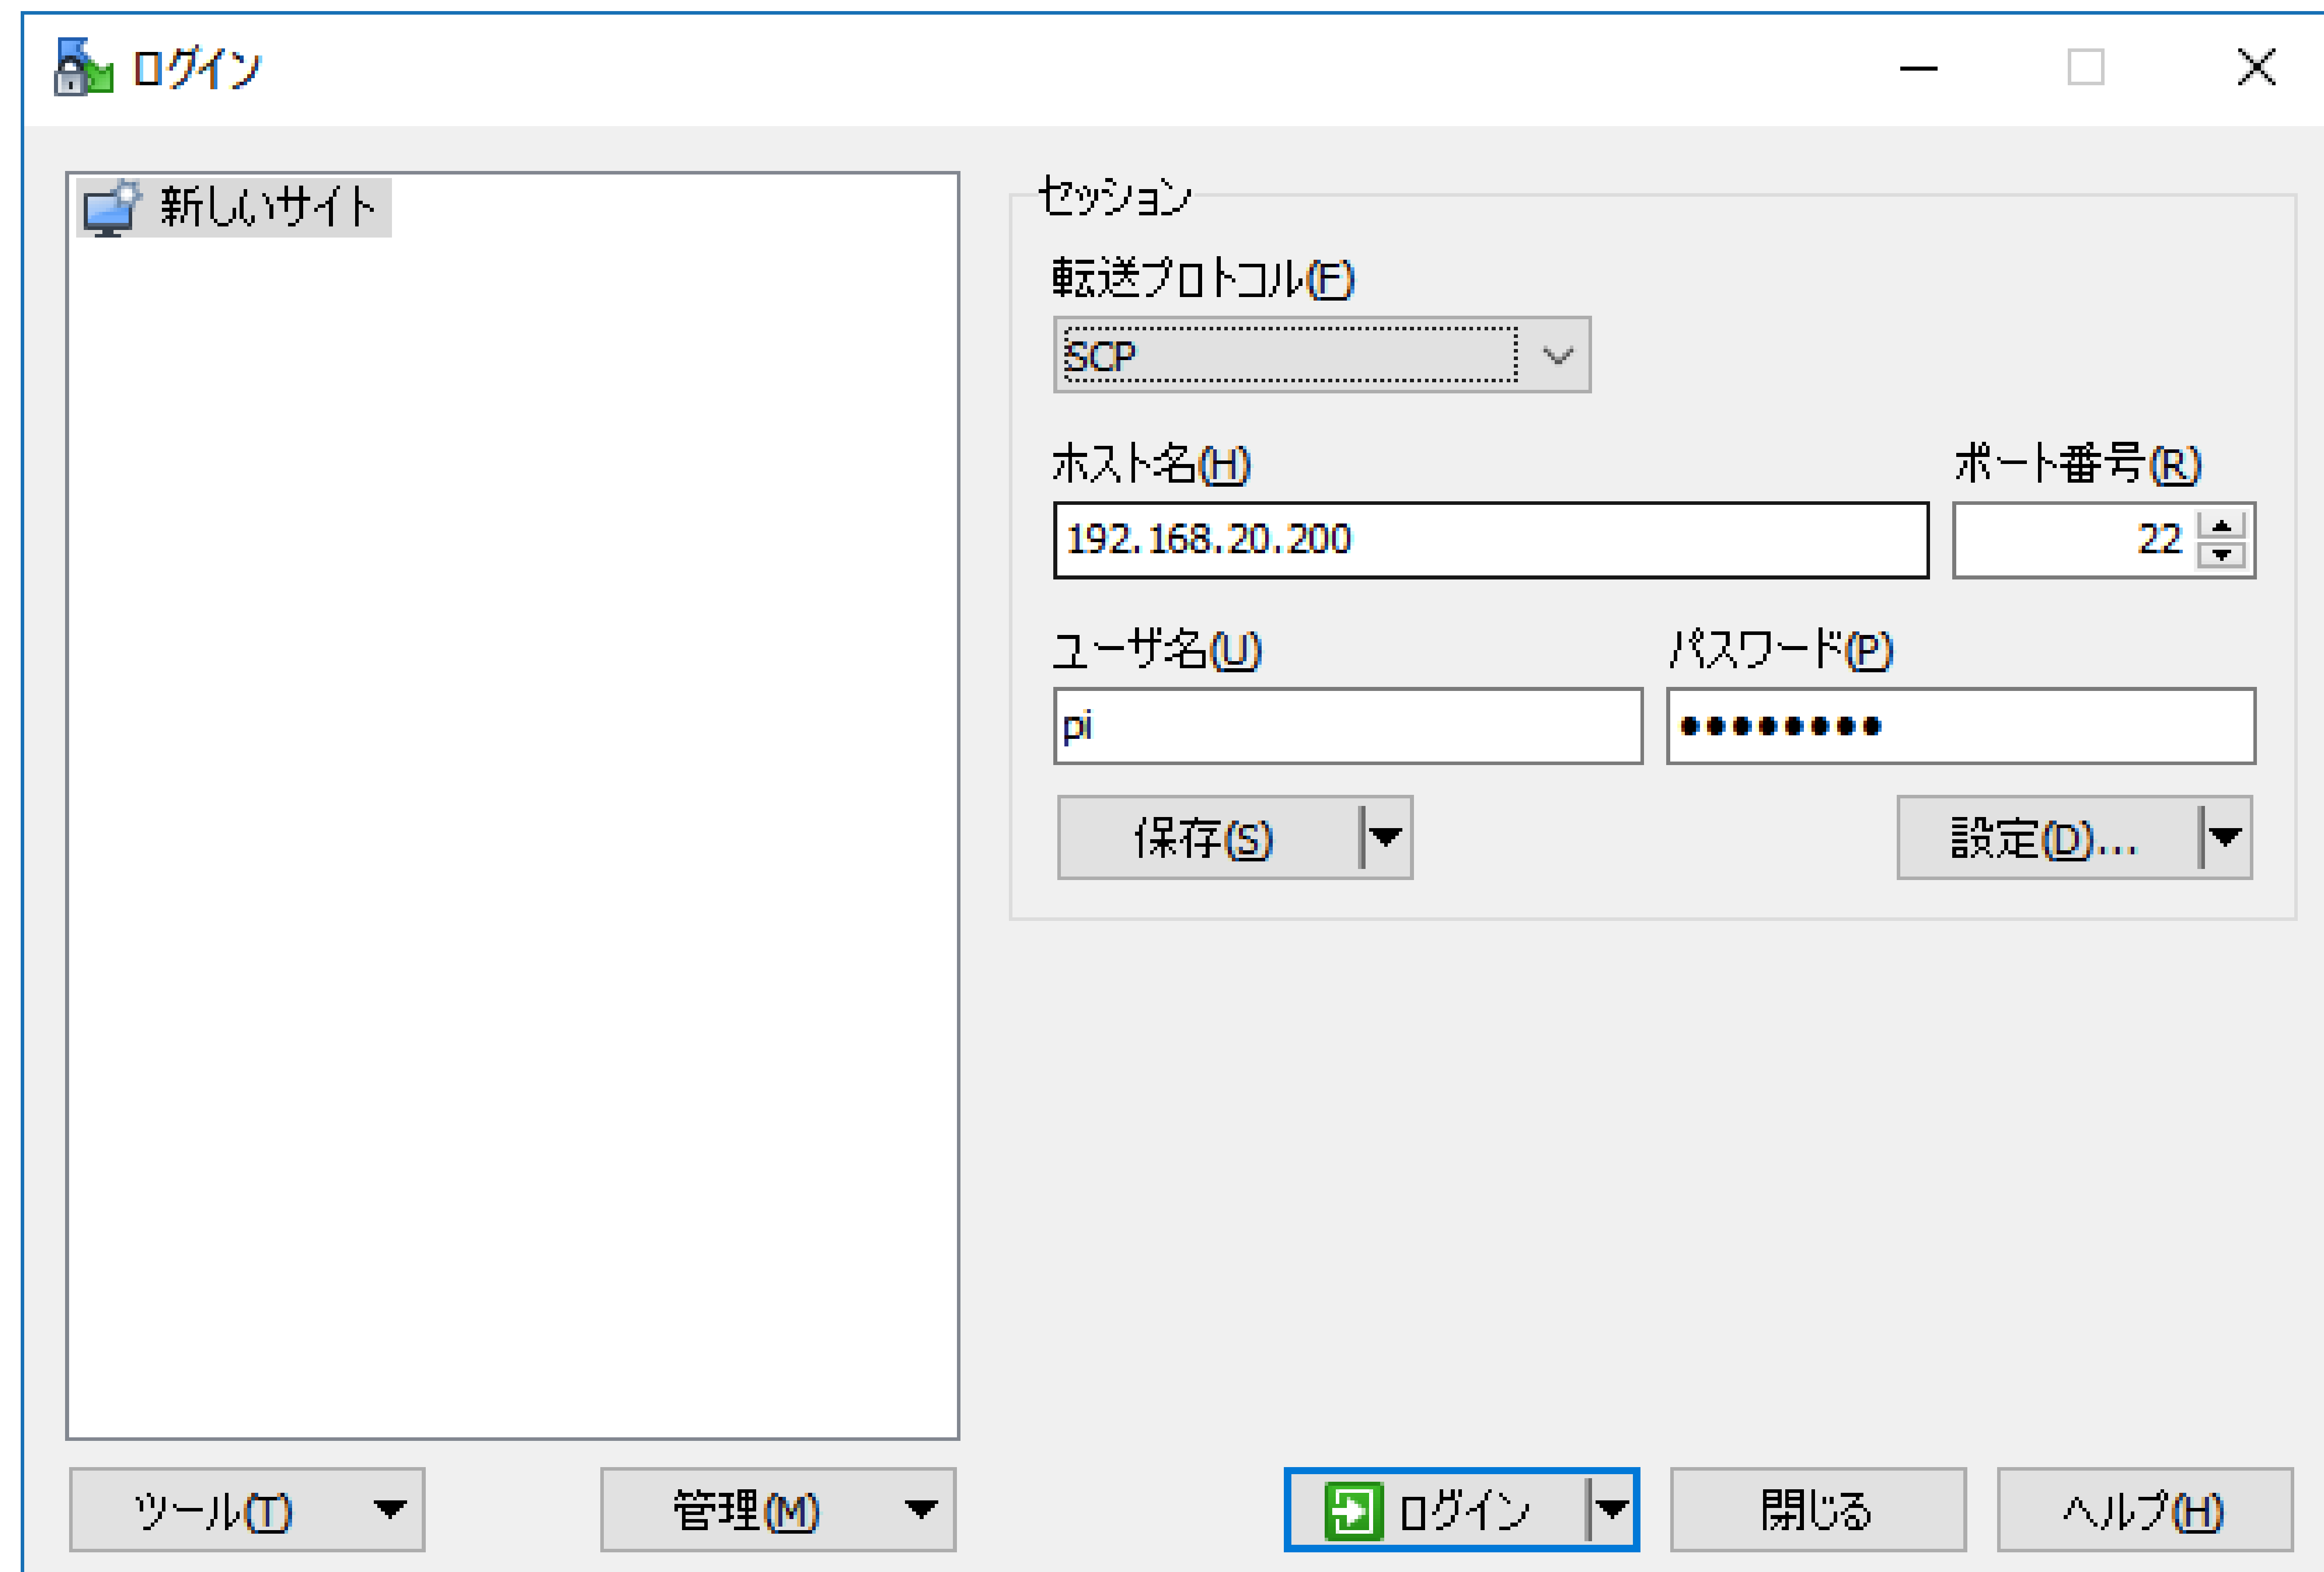 ログイン
新しいサイト
セッション
転送プロトコル(F)
SCP
ホスト名(H)
ポート番号(R)
192.168.20.200
22
ユーザ名(U)
パスワード(P)
pi
••••••••
保存(S)
設定(D)...
ツール(T)
管理(M)
ログイン
閉じる
ヘルプ(H)